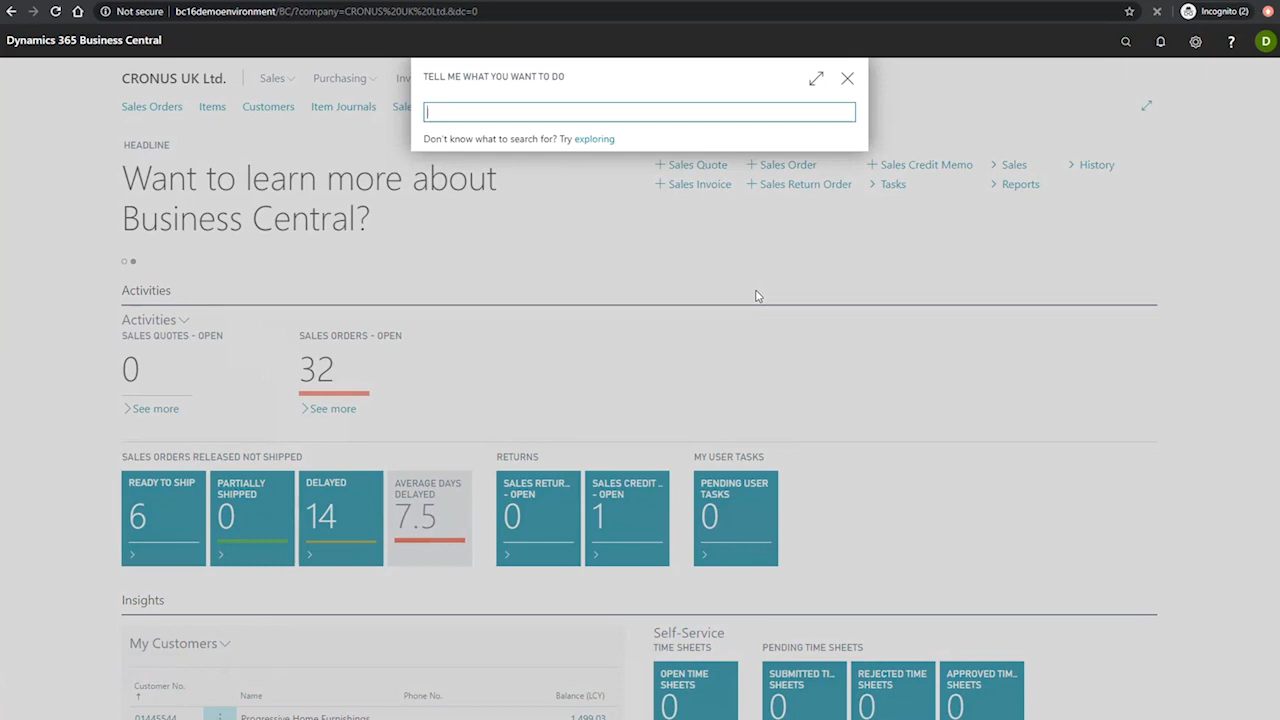 Not secure | bc16demoenvironment/BC/?company=CRONUS%20UK%20Ltd.&dc=0
Incognito (2)
Dynamics 365 Business Central
?
D
CRONUS UK Ltd.
Sales
Purchasing
TELL ME WHAT YOU WANT TO DO
Sales Orders
Items
Customers
Item Journals
Don't know what to search for? Try exploring
HEADLINE
Want to learn more about
Business Central?
+ Sales Quote
+ Sales Order
+ Sales Credit Memo
> Sales
> History
+ Sales Invoice
+ Sales Return Order
> Tasks
> Reports
Activities
Activities
SALES QUOTES - OPEN
0
> See more
SALES ORDERS - OPEN
32
> See more
SALES ORDERS RELEASED NOT SHIPPED
READY TO SHIP
6
PARTIALLY
SHIPPED
0
DELAYED
14
AVERAGE DAYS
DELAYED
7.5
RETURNS
SALES RETUR...
- OPEN
0
SALES CREDIT ...
- OPEN
1
MY USER TASKS
PENDING USER
TASKS
0
Insights
My Customers
Customer No.
Name
Phone No.
Balance (LCY)
01445544
Progressive Home Furnishings
1,499.03
Self-Service
TIME SHEETS
OPEN TIME
SHEETS
0
PENDING TIME SHEETS
SUBMITTED TI...
SHEETS
0
REJECTED TIME
SHEETS
0
APPROVED TIM...
SHEETS
0